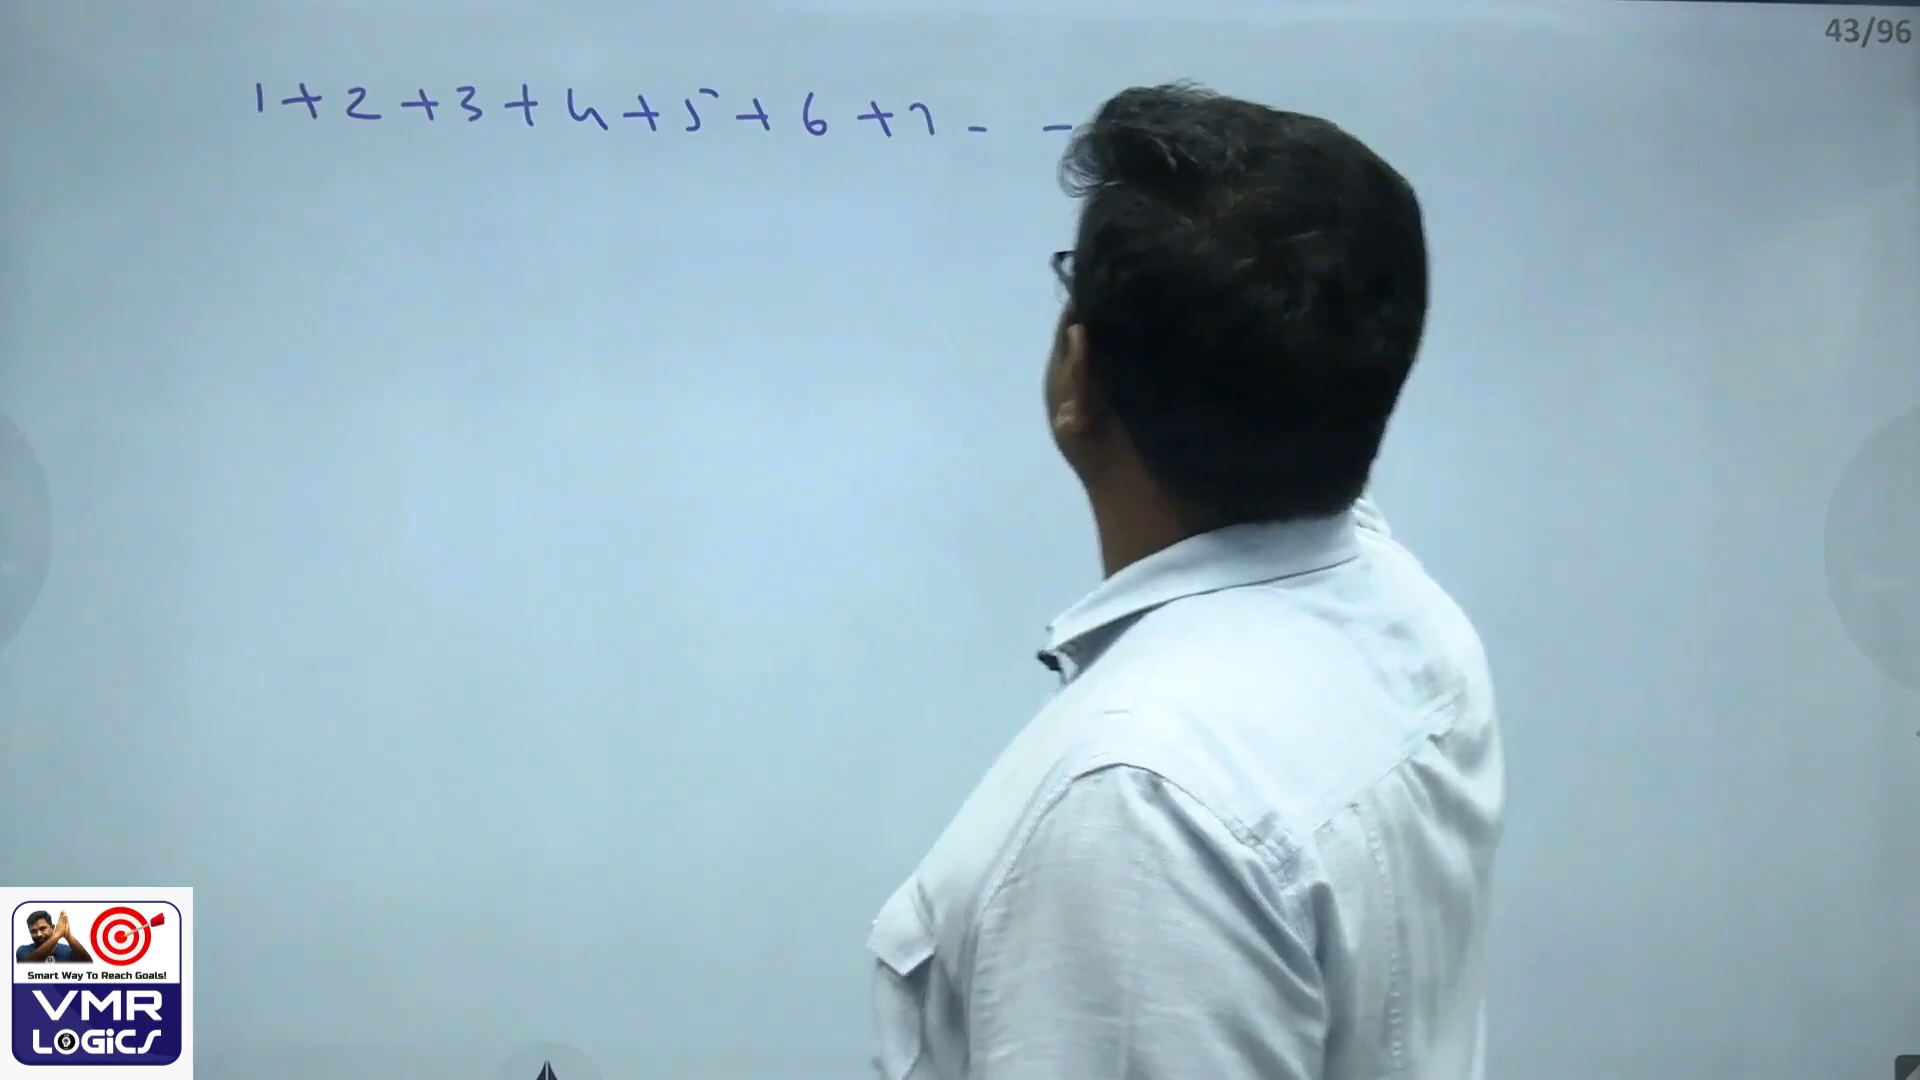 43/96
1+2+3+4+5+6+7- -
Smart Way To Reach Goals!
VMR
LOGICS